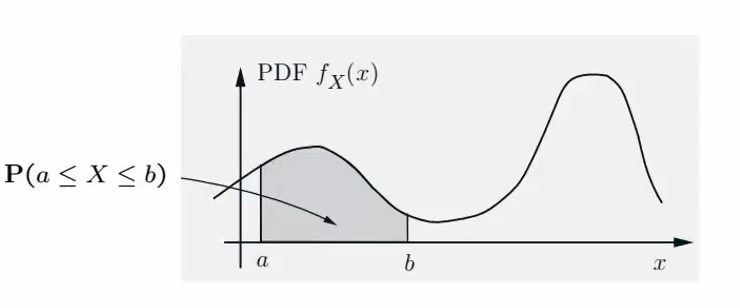 PDF f_X(x)
P(a ≤ X ≤ b)
a
b
x